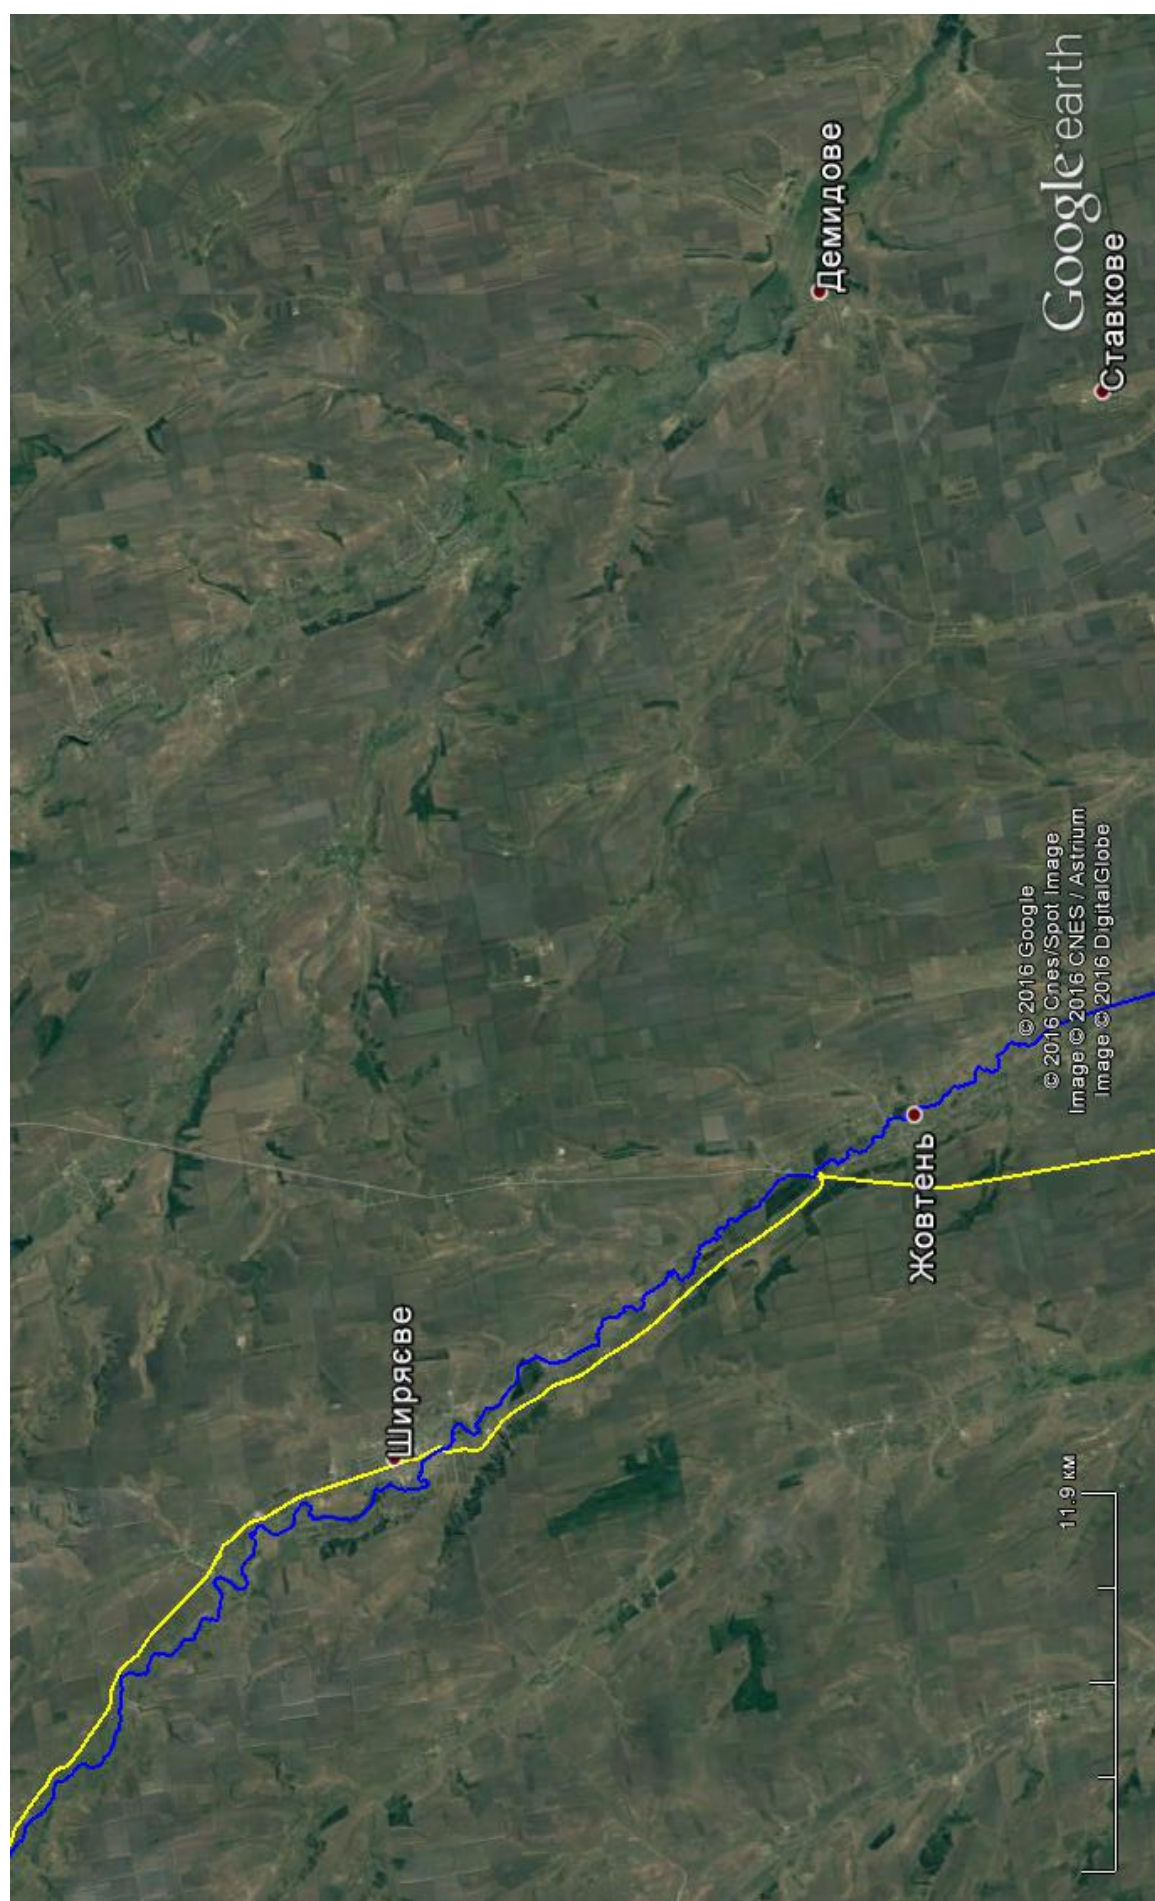 Ширяєве
Демидове
Жовтень
Ставкове
Google earth
© 2016 Google
© 2016 Cnes/Spot Image
Image © 2016 CNES / Astrium
Image © 2016 DigitalGlobe
11.9 км